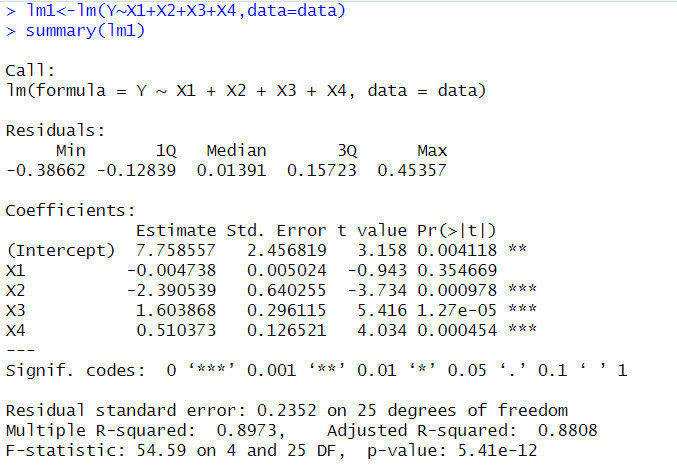 > lm1<-lm(Y~X1+X2+X3+X4,data=data)
> summary(lm1)

Call:
lm(formula = Y ~ X1 + X2 + X3 + X4, data = data)

Residuals:
     Min       1Q   Median       3Q      Max
-0.38662 -0.12839  0.01391  0.15723  0.45357

Coefficients:
             Estimate Std. Error t value Pr(>|t|)
(Intercept)  7.758557   2.456819   3.158 0.004118 **
X1          -0.004738   0.005024  -0.943 0.354669
X2          -2.390539   0.640255  -3.734 0.000978 ***
X3           1.603868   0.296115   5.416 1.27e-05 ***
X4           0.510373   0.126521   4.034 0.000454 ***
---
Signif. codes:  0 ‘***’ 0.001 ‘**’ 0.01 ‘*’ 0.05 ‘.’ 0.1 ‘ ’ 1

Residual standard error: 0.2352 on 25 degrees of freedom
Multiple R-squared:  0.8973,    Adjusted R-squared:  0.8808
F-statistic: 54.59 on 4 and 25 DF,  p-value: 5.41e-12